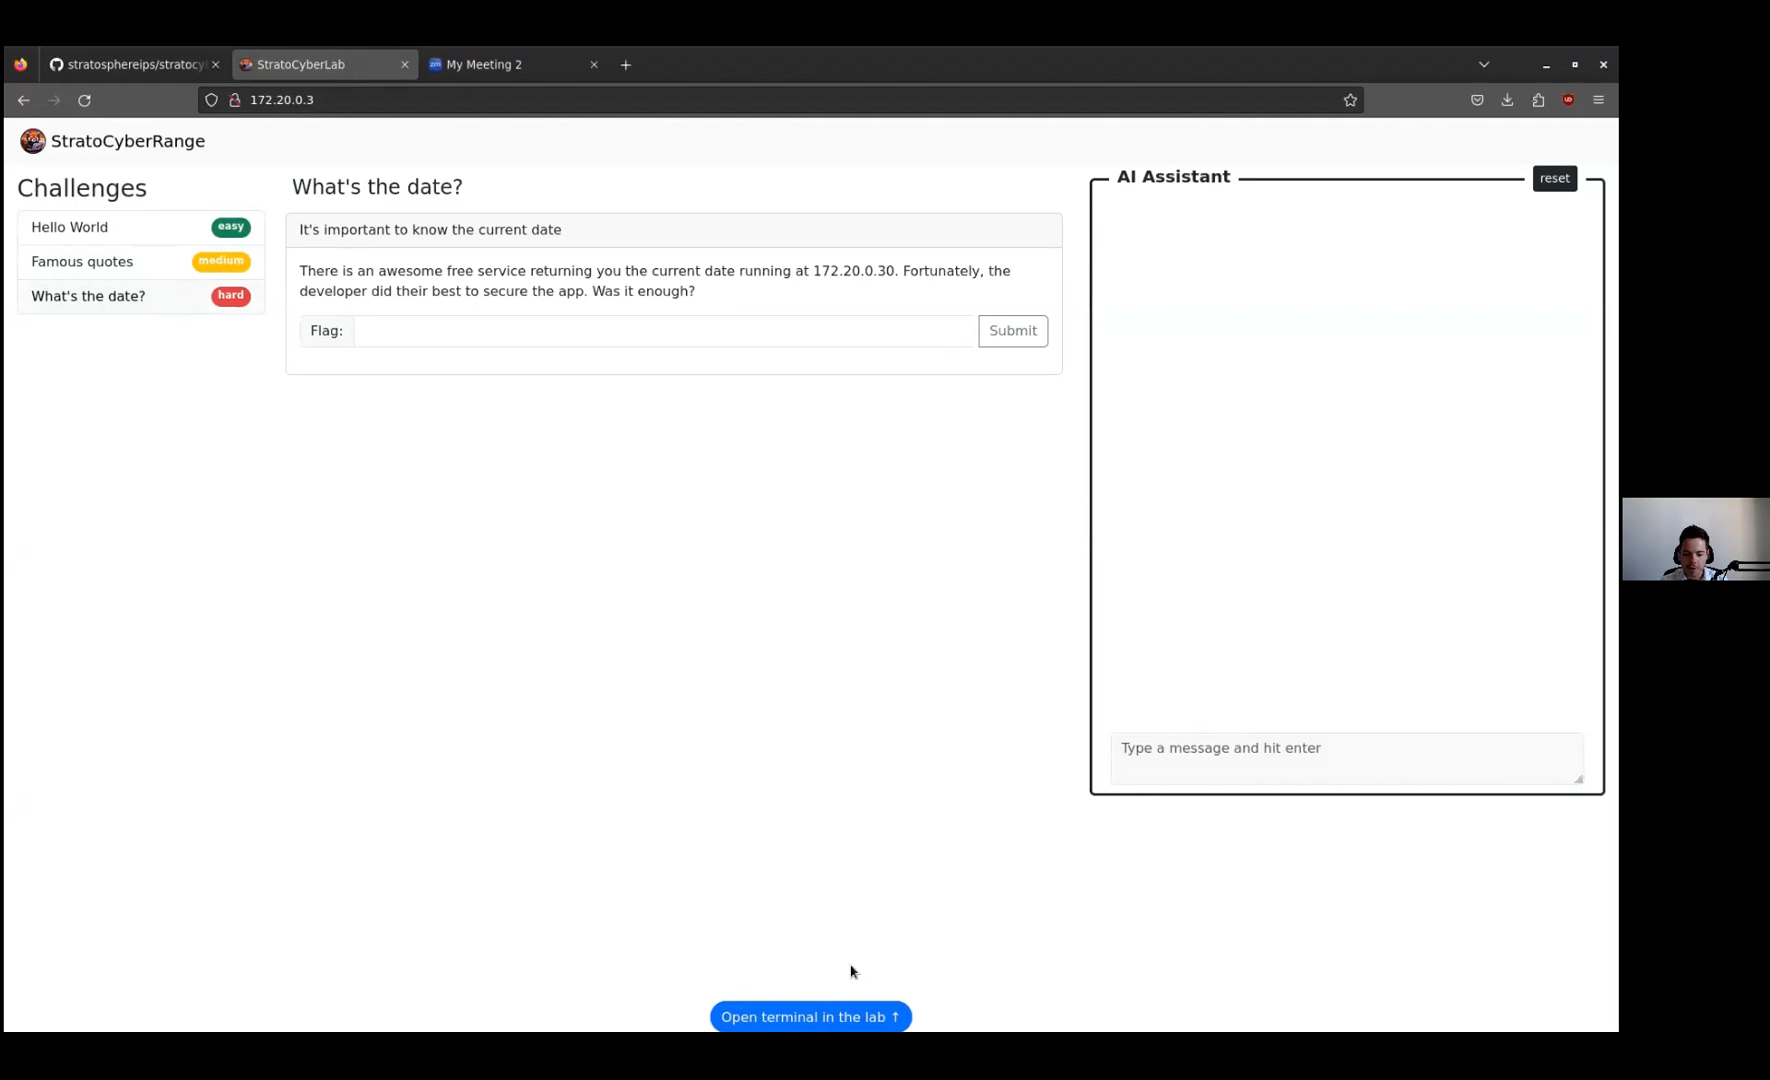 stratosphereips/stratocy
StratoCyberLab
My Meeting 2
172.20.0.3
StratoCyberRange
Challenges
Hello World easy
Famous quotes medium
What's the date? hard
What's the date?
It's important to know the current date
There is an awesome free service returning you the current date running at 172.20.0.30. Fortunately, the
developer did their best to secure the app. Was it enough?
Flag:
Submit
AI Assistant
reset
Type a message and hit enter
Open terminal in the lab ↑